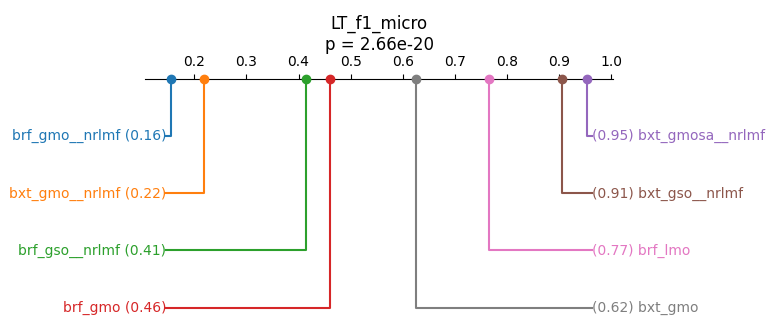 LT_f1_micro
p = 2.66e-20
0.2 0.3 0.4 0.5 0.6 0.7 0.8 0.9 1.0
brf_gmo__nrlmf (0.16) (0.95) bxt_gmosa__nrlmf
bxt_gmo__nrlmf (0.22) (0.91) bxt_gso__nrlmf
brf_gso__nrlmf (0.41) (0.77) brf_lmo
brf_gmo (0.46) (0.62) bxt_gmo